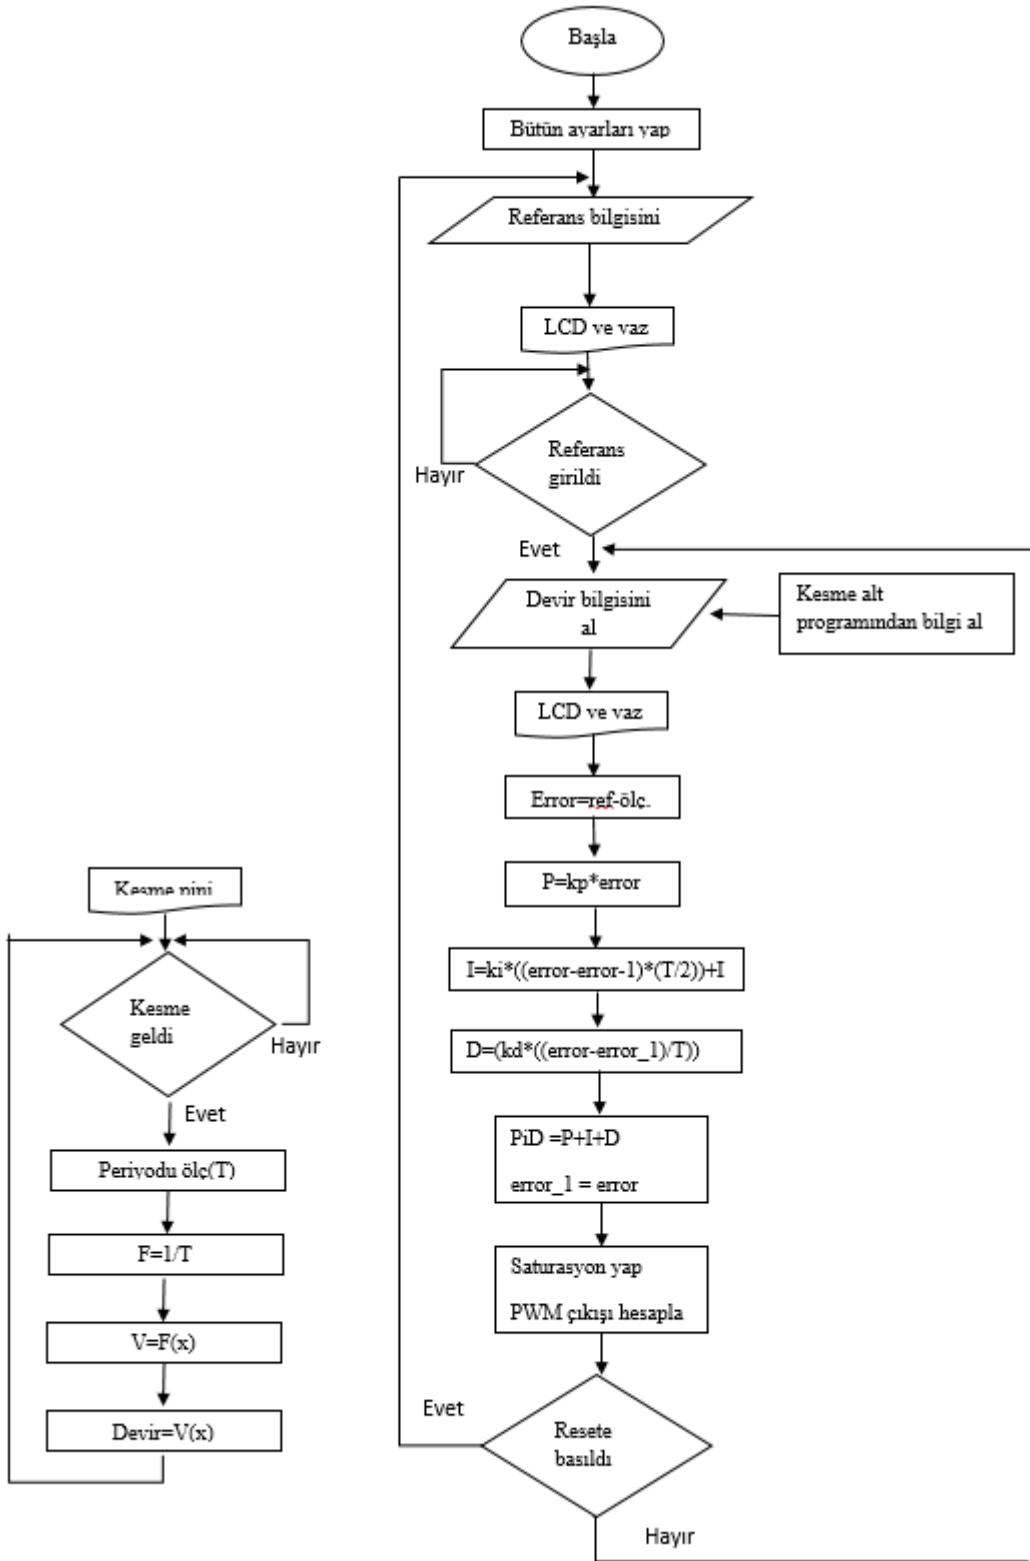 Başla
Bütün ayarları yap
Referans bilgisini
LCD ye yaz
Referans
girildi
Hayır
Evet
Devir bilgisini
al
Kesme alt
programından bilgi al
LCD ye yaz
Error=ref-ölç.
P=kp*error
I=ki*((error-error-1)*(T/2))+I
D=(kd*((error-error_1)/T))
PiD =P+I+D
error_1 = error
Saturasyon yap
PWM çıkışı hesapla
Resete
basıldı
Evet
Hayır
Kesme pini
Kesme
geldi
Hayır
Evet
Periyodu ölç(T)
F=1/T
V=F(x)
Devir=V(x)